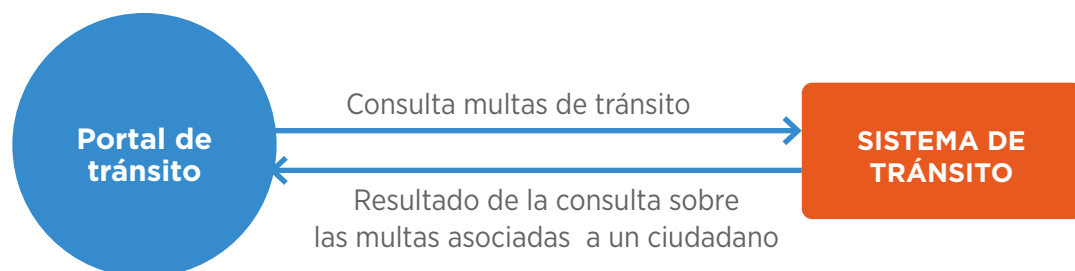 Portal de
tránsito
Consulta multas de tránsito
Resultado de la consulta sobre
las multas asociadas a un ciudadano
SISTEMA DE
TRÁNSITO